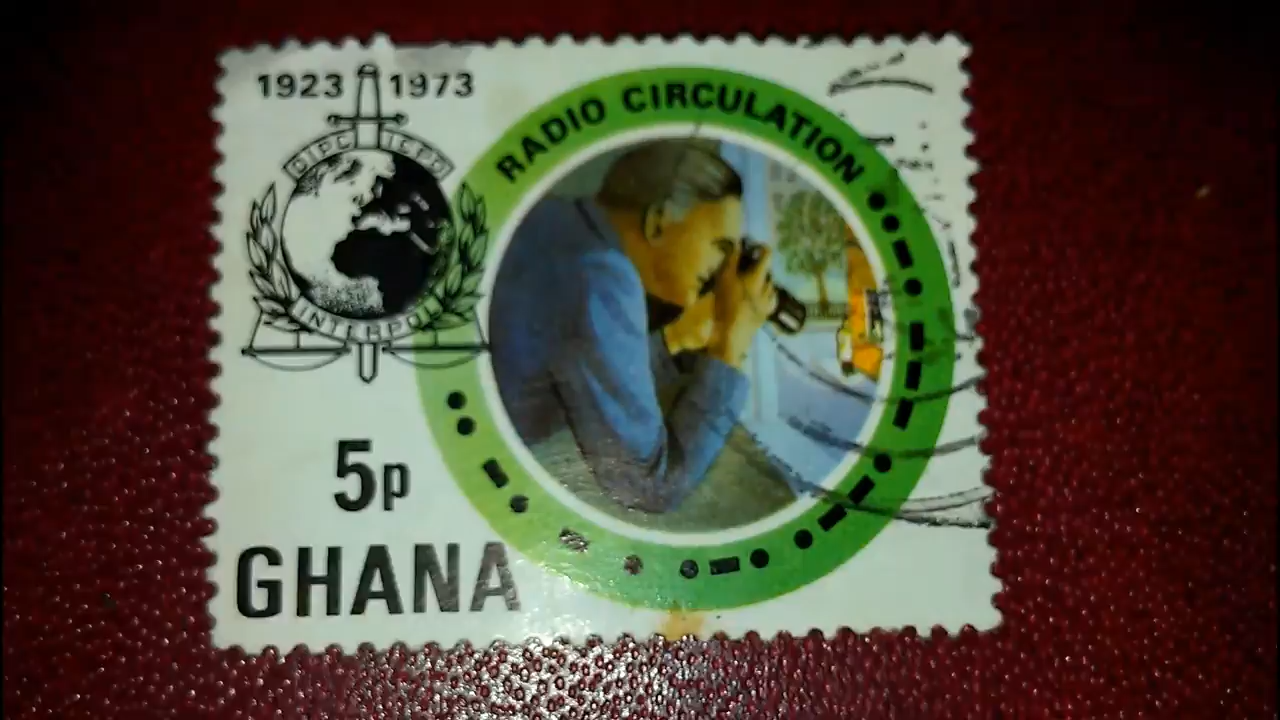 1923 1973
OIPC ICPO
INTERPOL
RADIO CIRCULATION
5p
GHANA